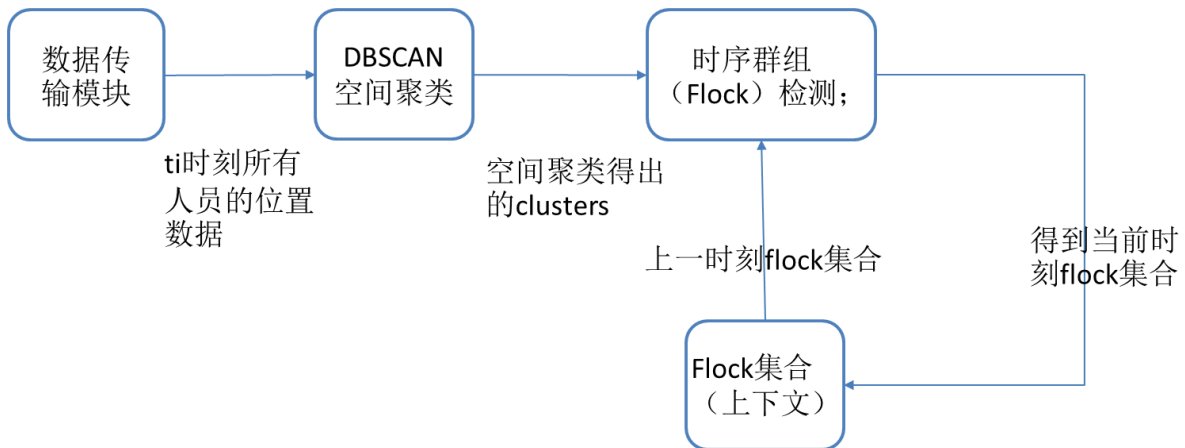 数据传
输模块
DBSCAN
空间聚类
时序群组
（Flock）检测；
ti时刻所有
人员的位置
数据
空间聚类得出
的clusters
上一时刻flock集合
得到当前时
刻flock集合
Flock集合
（上下文）